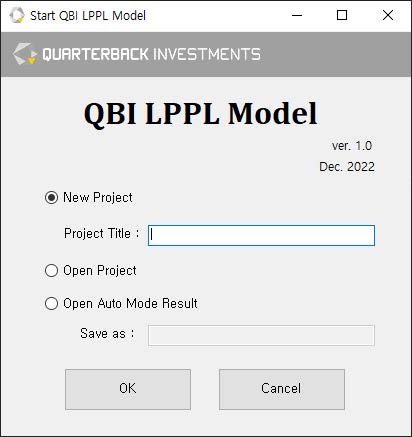 Start QBI LPPL Model
QUARTERBACK INVESTMENTS
QBI LPPL Model
ver. 1.0
Dec. 2022
New Project
Project Title :
Open Project
Open Auto Mode Result
Save as :
OK Cancel